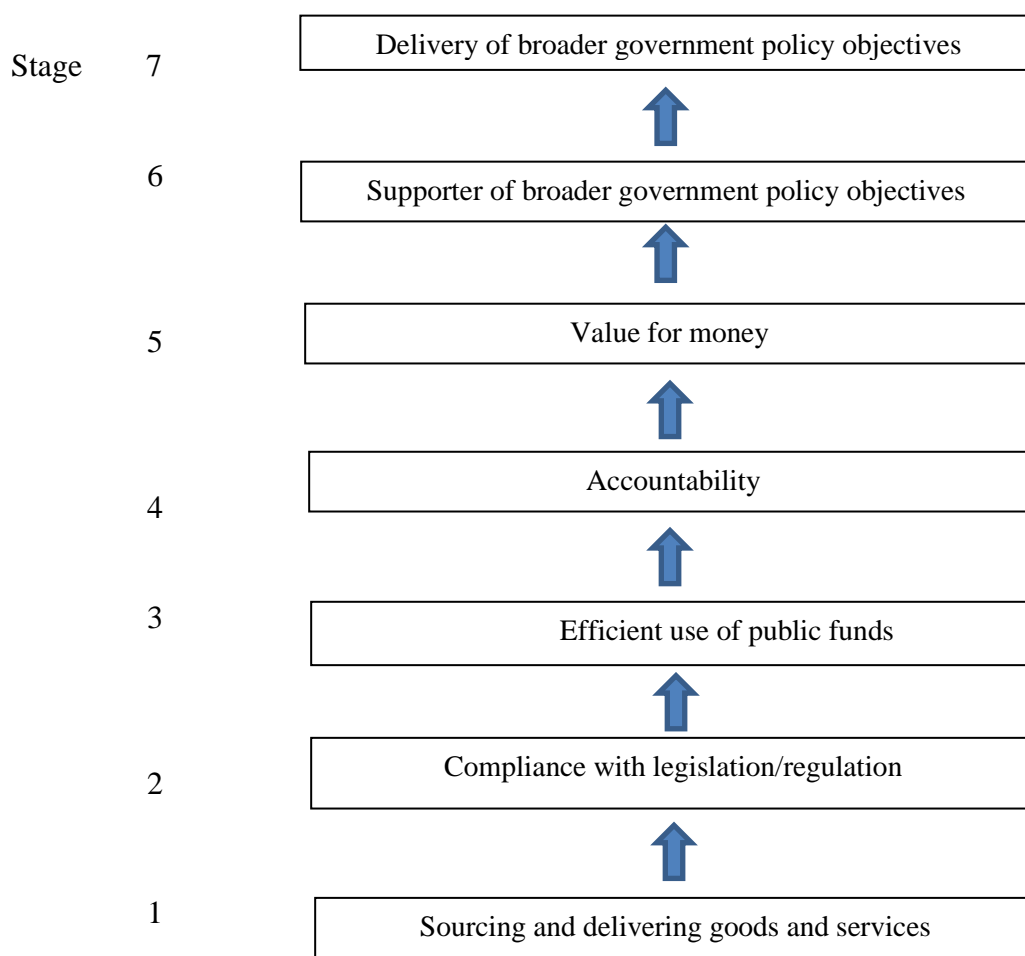 Stage 7 Delivery of broader government policy objectives
6 Supporter of broader government policy objectives
5 Value for money
4 Accountability
3 Efficient use of public funds
2 Compliance with legislation/regulation
1 Sourcing and delivering goods and services